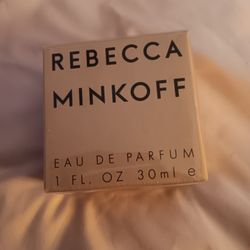 REBECCA
MINKOFF
EAU DE PARFUM
1 FL. OZ 30ml e